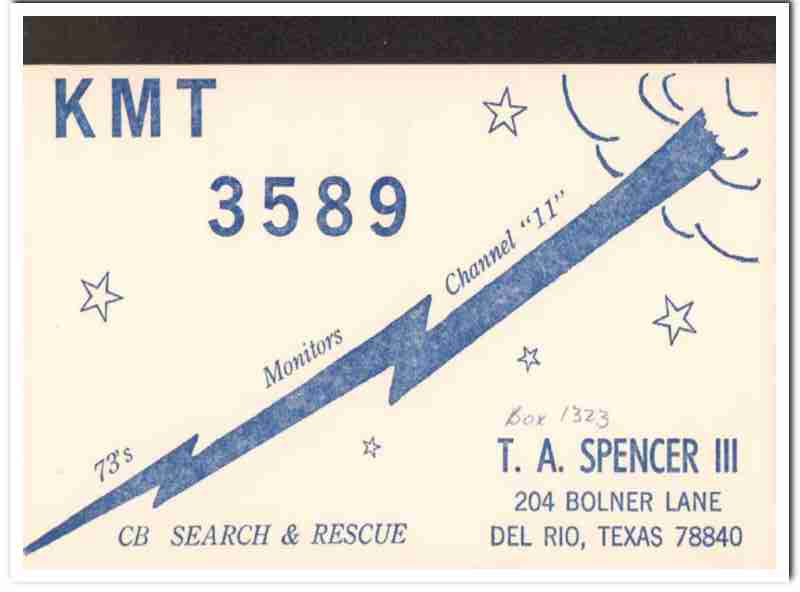 KMT
3589
Channel "11"
Monitors
73's
Box 1323
T. A. SPENCER III
204 BOLNER LANE
DEL RIO, TEXAS 78840
CB SEARCH & RESCUE